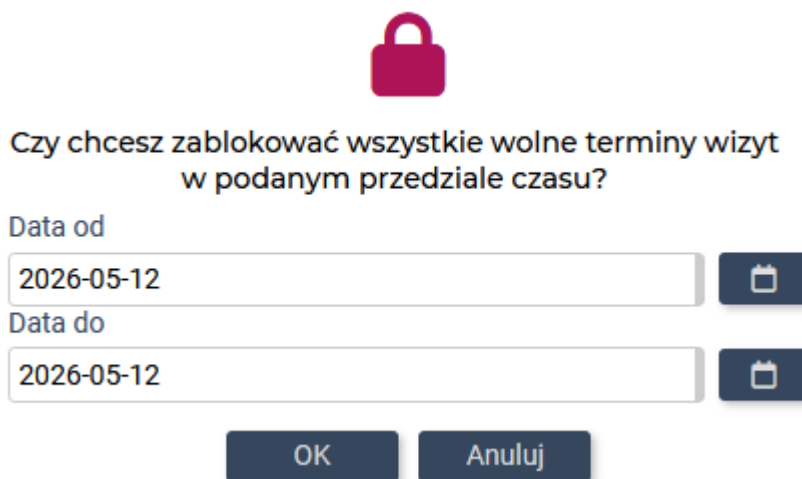 Czy chcesz zablokować wszystkie wolne terminy wizyt
w podanym przedziale czasu?
Data od
2026-05-12
Data do
2026-05-12
OK Anuluj